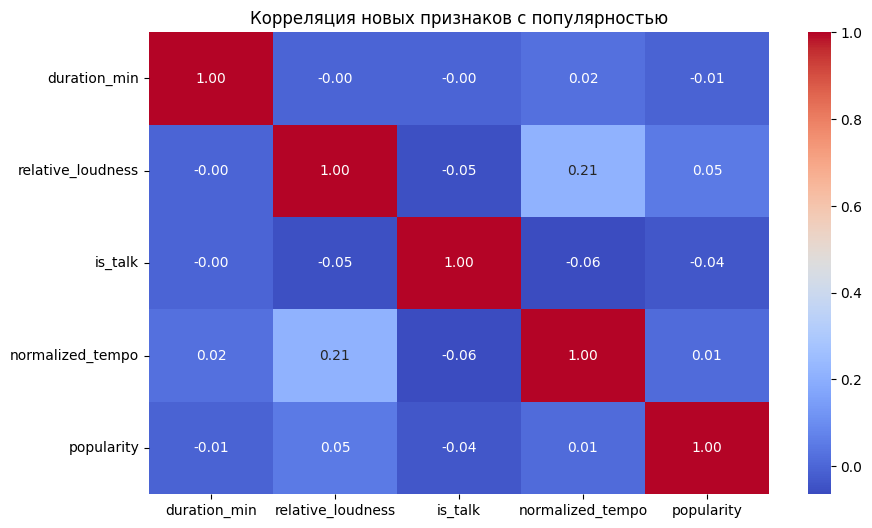 Корреляция новых признаков с популярностью
duration_min 1.00 -0.00 -0.00 0.02 -0.01
relative_loudness -0.00 1.00 -0.05 0.21 0.05
is_talk -0.00 -0.05 1.00 -0.06 -0.04
normalized_tempo 0.02 0.21 -0.06 1.00 0.01
popularity -0.01 0.05 -0.04 0.01 1.00
duration_min relative_loudness is_talk normalized_tempo popularity
1.0
0.8
0.6
0.4
0.2
0.0